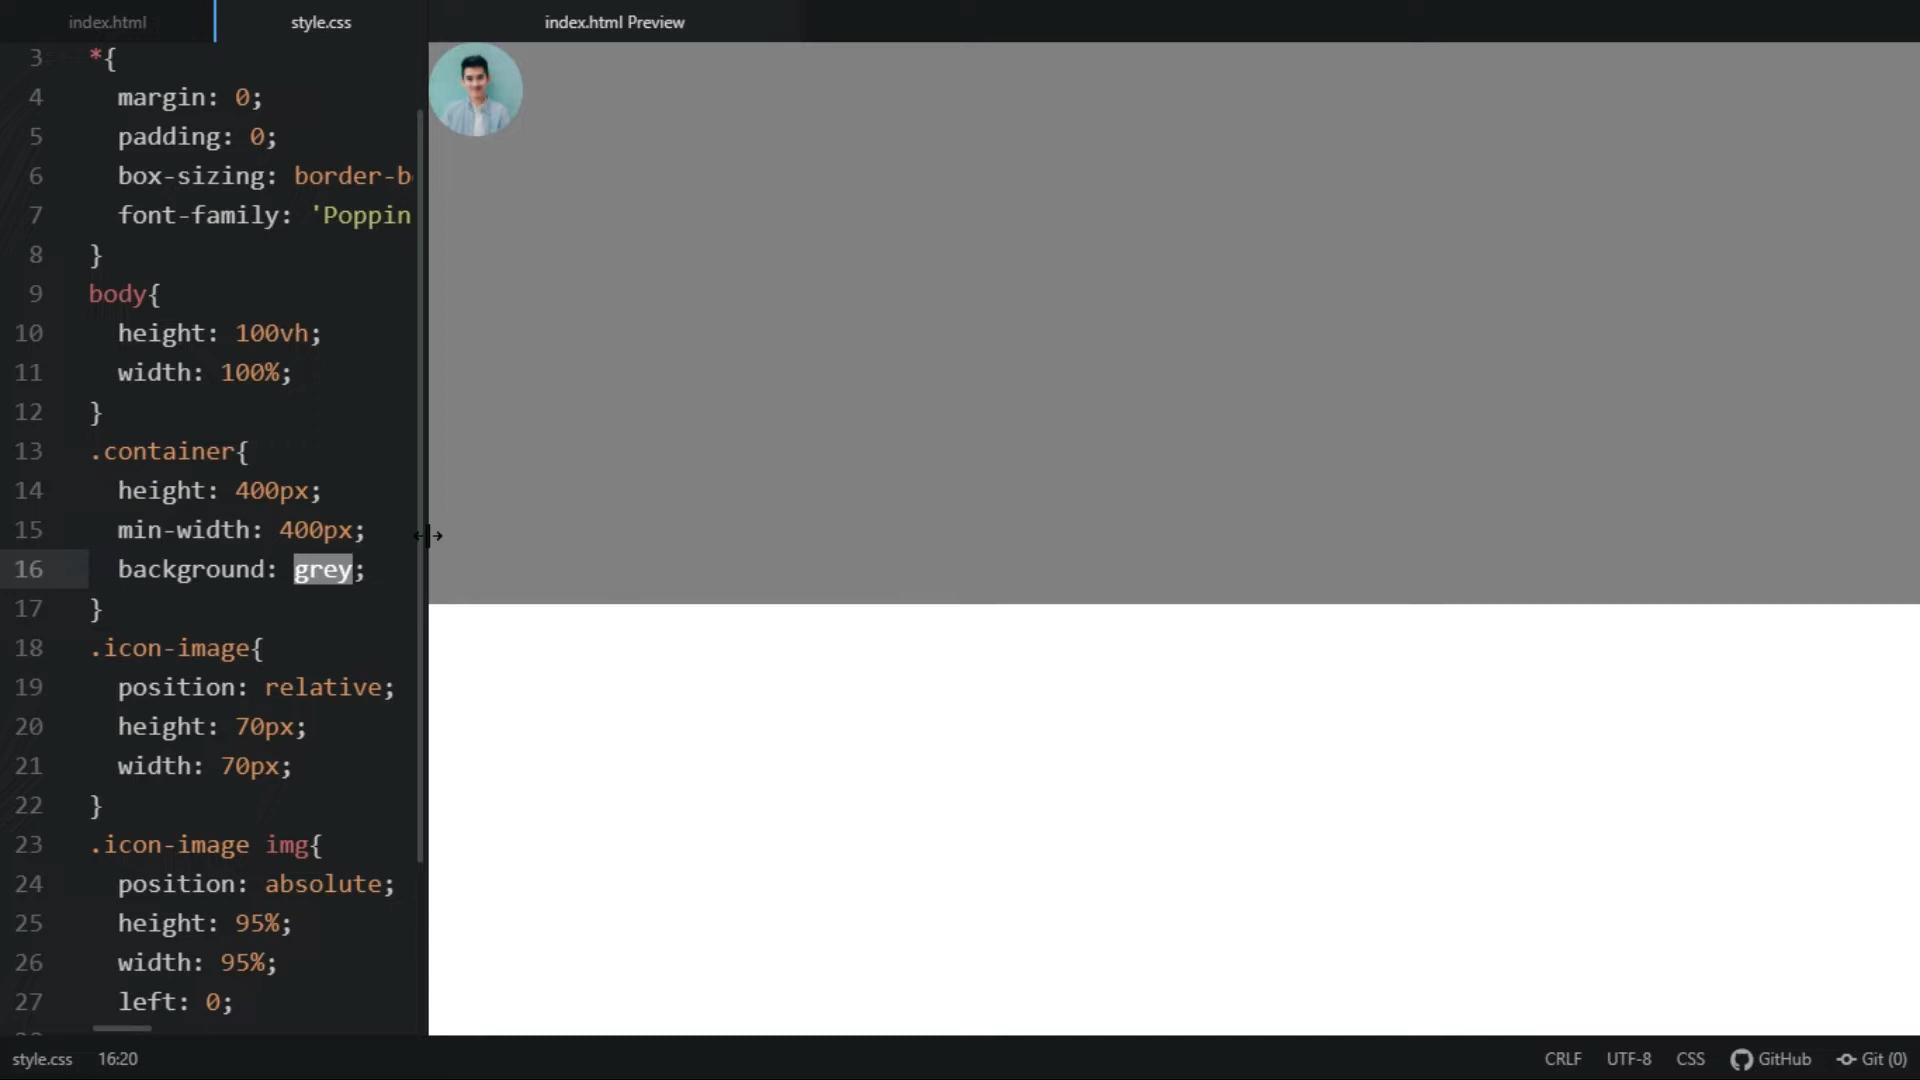 index.html
style.css
index.html Preview
3 *{
4 margin: 0;
5 padding: 0;
6 box-sizing: border-b
7 font-family: 'Poppin
8 }
9 body{
10 height: 100vh;
11 width: 100%;
12 }
13 .container{
14 height: 400px;
15 min-width: 400px;
16 background: grey;
17 }
18 .icon-image{
19 position: relative;
20 height: 70px;
21 width: 70px;
22 }
23 .icon-image img{
24 position: absolute;
25 height: 95%;
26 width: 95%;
27 left: 0;
style.css 16:20
CRLF UTF-8 CSS GitHub Git (0)